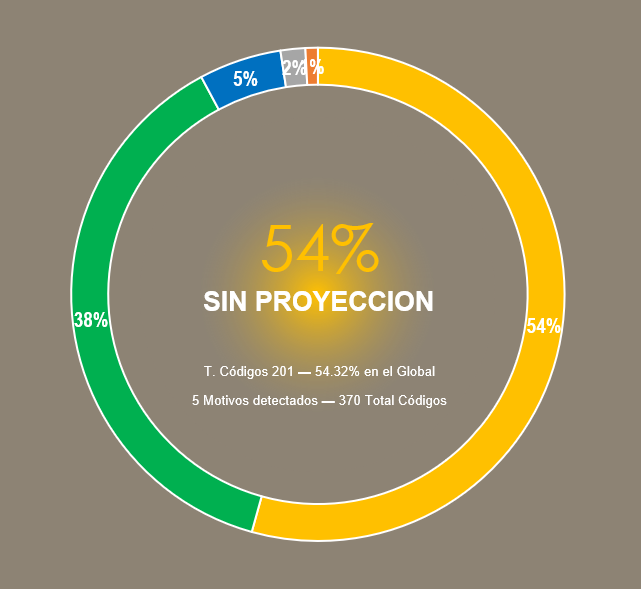 5%
2%
%
54%
SIN PROYECCION
38%
54%
T. Códigos 201 — 54.32% en el Global
5 Motivos detectados — 370 Total Códigos